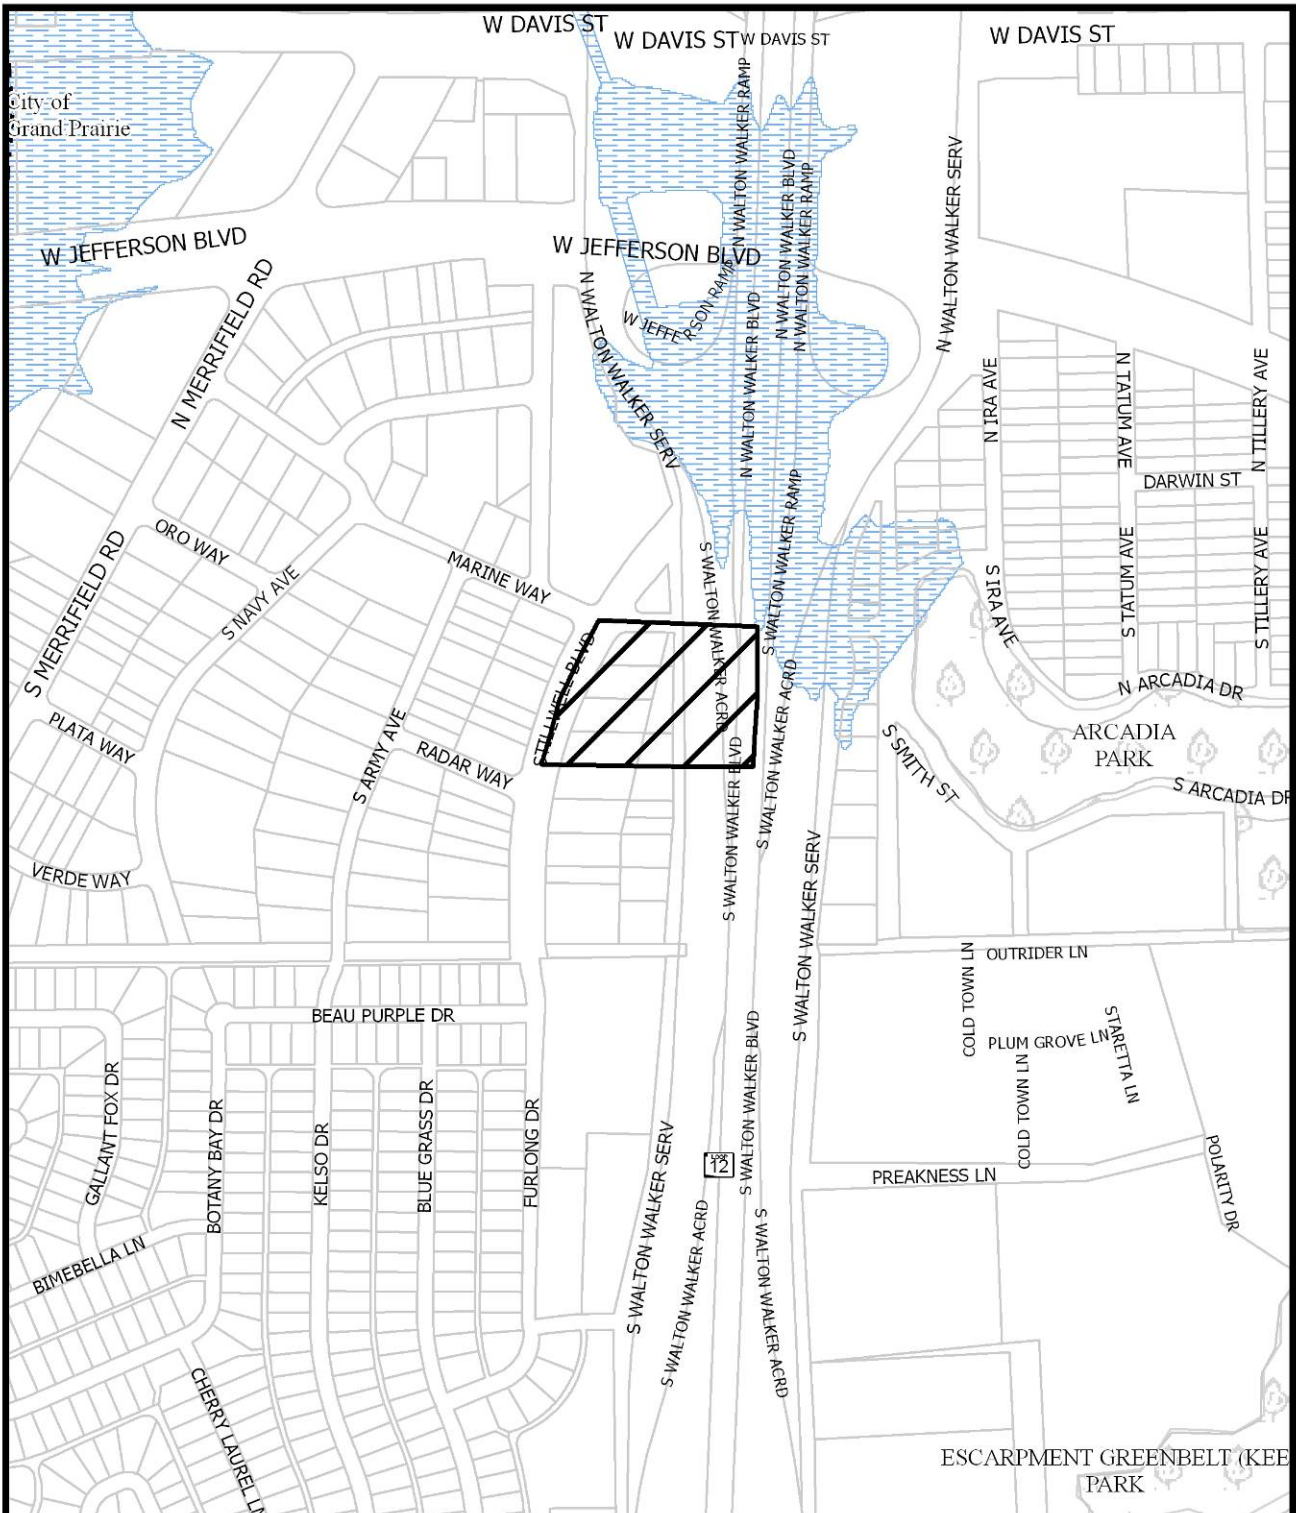 W DAVIS ST
W DAVIS ST
W DAVIS ST
W DAVIS ST
City of
Grand Prairie
N WALTON WALKER RAMP
N WALTON WALKER BLVD
N WALTON WALKER RAMP
N WALTON WALKER SERV
W JEFFERSON BLVD
W JEFFERSON BLVD
N MERRIFIELD RD
W JEFFERSON RAMP
N WALTON WALKER BLVD
N WALTON WALKER SERV
N IRA AVE
N TATUM AVE
N TILLERY AVE
DARWIN ST
ORO WAY
MARINE WAY
S MERRIFIELD RD
S NAVY AVE
S WALTON WALKER RAMP
S WALTON WALKER ACRD
S IRA AVE
S TATUM AVE
S TILLERY AVE
STILLWELL BLVD
S WALTON WALKER ACRD
N ARCADIA DR
ARCADIA
PARK
PLATA WAY
S ARMY AVE
RADAR WAY
S SMITH ST
S ARCADIA DR
S WALTON WALKER BLVD
S WALTON WALKER SERV
VERDE WAY
OUTRIDER LN
COLD TOWN LN
BEAU PURPLE DR
PLUM GROVE LN
STARETTA LN
COLD TOWN LN
GALLANT FOX DR
BOTANY BAY DR
KELSO DR
BLUE GRASS DR
FURLONG DR
S WALTON WALKER BLVD
LOOP
12
PREAKNESS LN
POLARITY DR
S WALTON WALKER SERV
S WALTON WALKER ACRD
S WALTON WALKER ACRD
BIMEBELLA LN
CHERRY LAUREL LN
ESCARPMENT GREENBELT (KEE
PARK